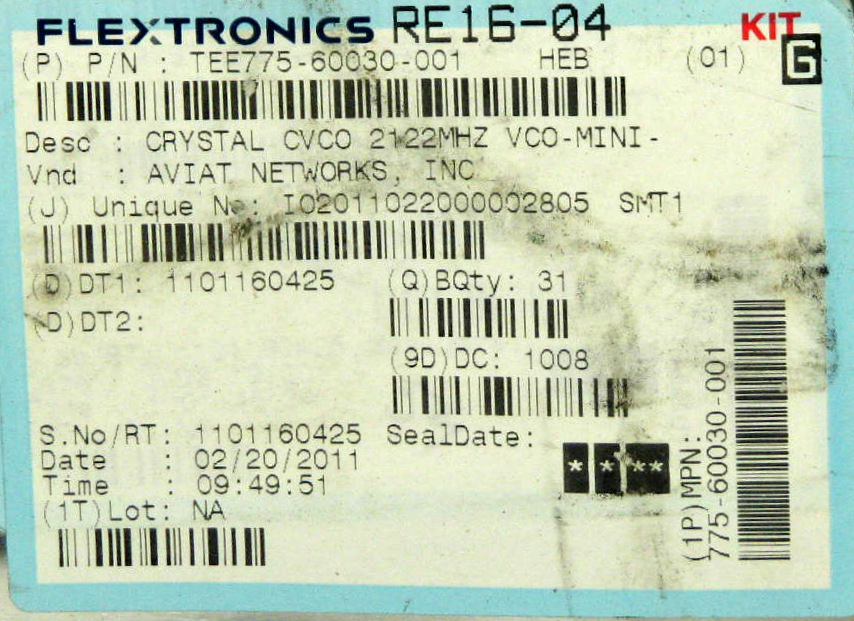 FLEXTRONICS RE16-04 KIT
(P) P/N : TEE775-60030-001 HEB (01) G
Desc : CRYSTAL CVCO 2122MHZ VCO-MINI-
Vnd : AVIAT NETWORKS, INC
(J) Unique No: IO20110220000002805 SMT1
(D)DT1: 1101160425 (Q)BQty: 31
(D)DT2:
(9D)DC: 1008
S.No/RT: 1101160425 SealDate:
Date : 02/20/2011 ****
Time : 09:49:51
(1T)Lot: NA
(1P)MPN:
775-60030-001